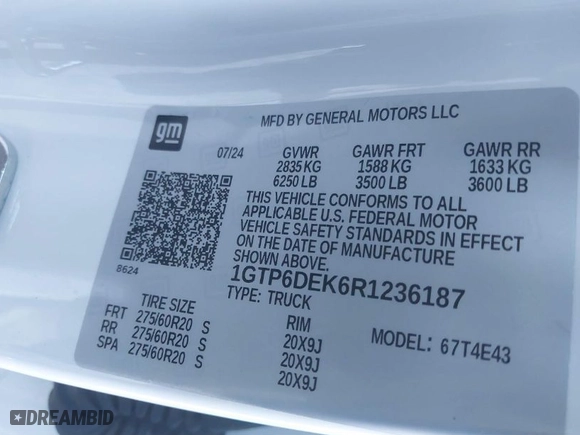 gm
MFD BY GENERAL MOTORS LLC
07/24 GVWR GAWR FRT GAWR RR
2835 KG 1588 KG 1633 KG
6250 LB 3500 LB 3600 LB
THIS VEHICLE CONFORMS TO ALL
APPLICABLE U.S. FEDERAL MOTOR
VEHICLE SAFETY STANDARDS IN EFFECT
ON THE DATE OF MANUFACTURE
SHOWN ABOVE.
8624
1GTP6DEK6R1236187
TYPE: TRUCK
TIRE SIZE RIM MODEL: 67T4E43
FRT 275/60R20 S 20X9J
RR 275/60R20 S 20X9J
SPA 275/60R20 S 20X9J
DREAMBID